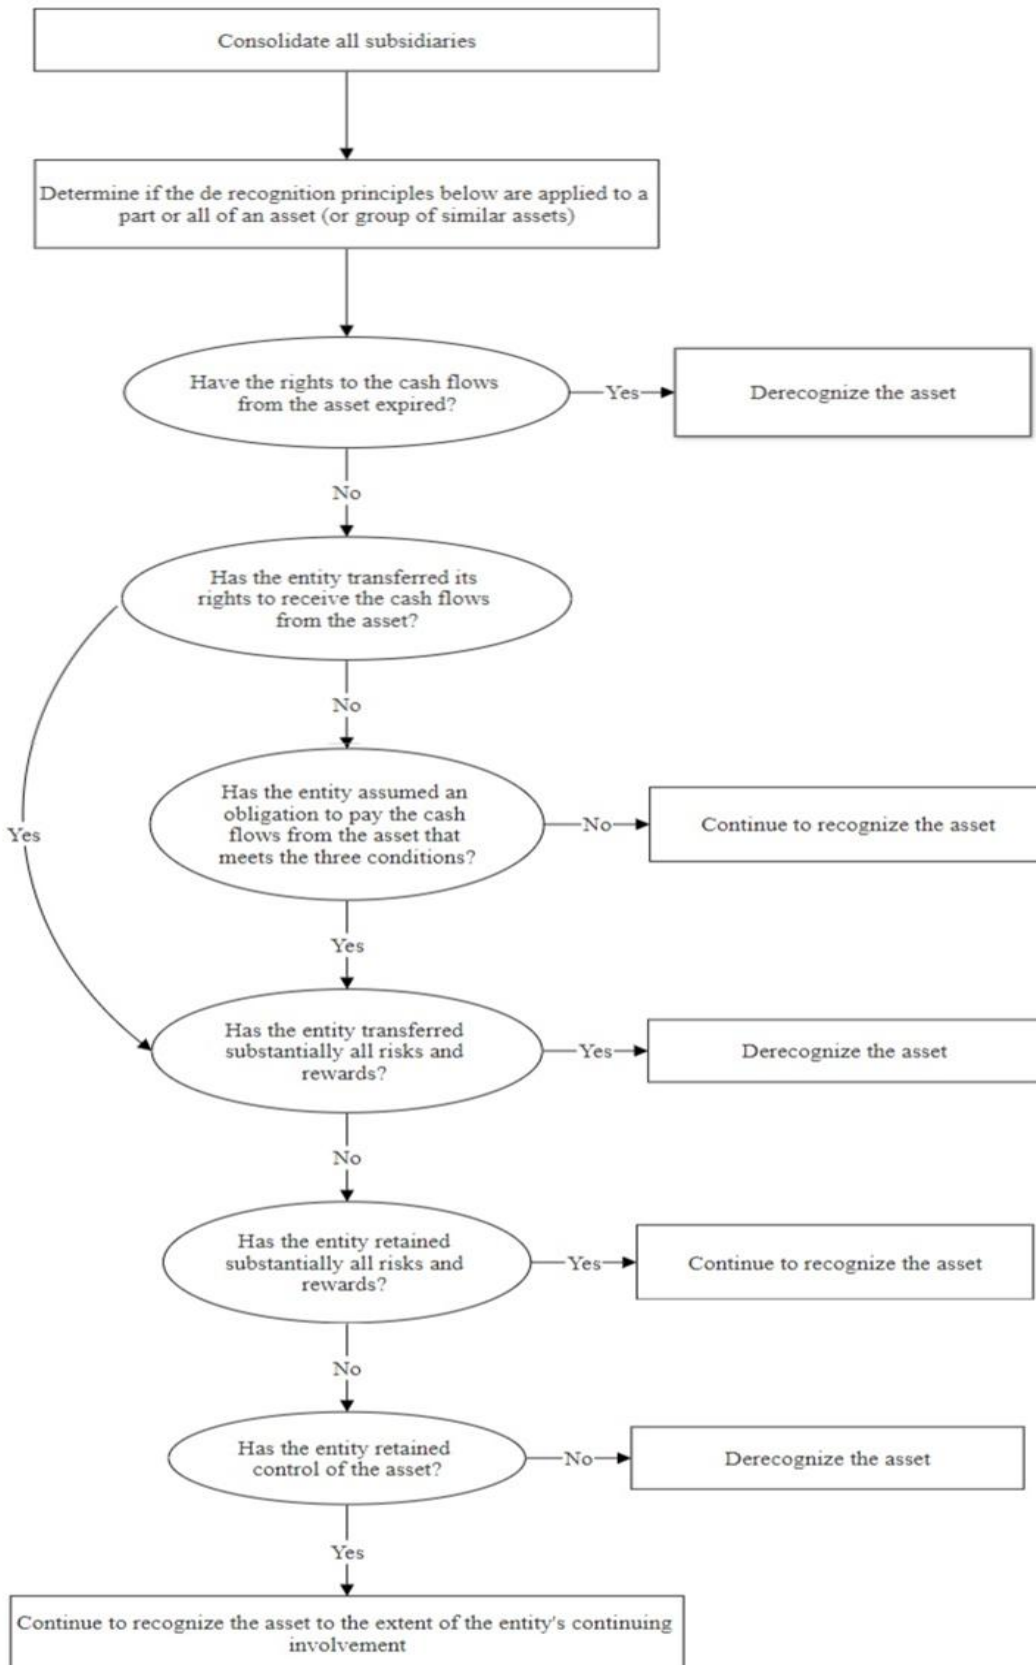 Consolidate all subsidiaries
Determine if the de recognition principles below are applied to a
part or all of an asset (or group of similar assets)
Have the rights to the cash flows
from the asset expired?
Yes
Derecognize the asset
No
Has the entity transferred its
rights to receive the cash flows
from the asset?
No
Yes
Has the entity assumed an
obligation to pay the cash
flows from the asset that
meets the three conditions?
No
Continue to recognize the asset
Yes
Has the entity transferred
substantially all risks and
rewards?
Yes
Derecognize the asset
No
Has the entity retained
substantially all risks and
rewards?
Yes
Continue to recognize the asset
No
Has the entity retained
control of the asset?
No
Derecognize the asset
Yes
Continue to recognize the asset to the extent of the entity's continuing
involvement